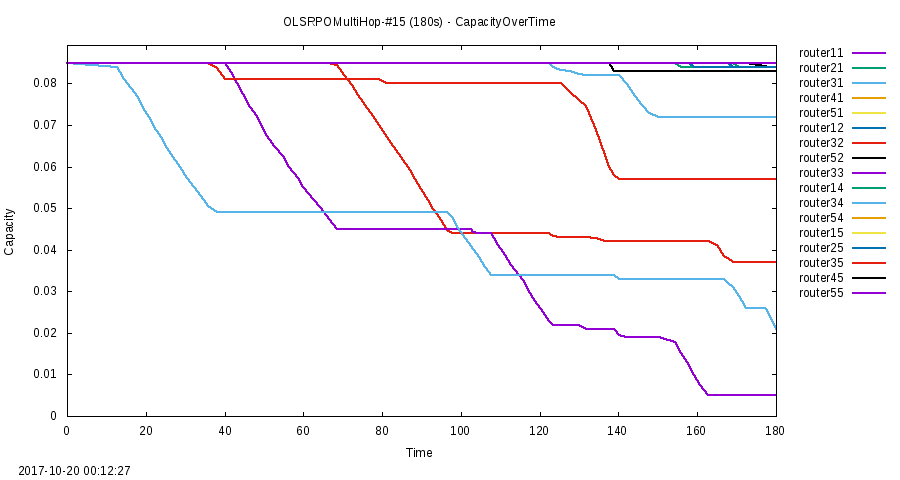 OLSRPOMultiHop-#15 (180s) - CapacityOverTime
router11
router21
router31
router41
router51
router12
router32
router52
router33
router14
router34
router54
router15
router25
router35
router45
router55
0.08
0.07
0.06
0.05
0.04
0.03
0.02
0.01
0
Capacity
0 20 40 60 80 100 120 140 160 180
Time
2017-10-20 00:12:27